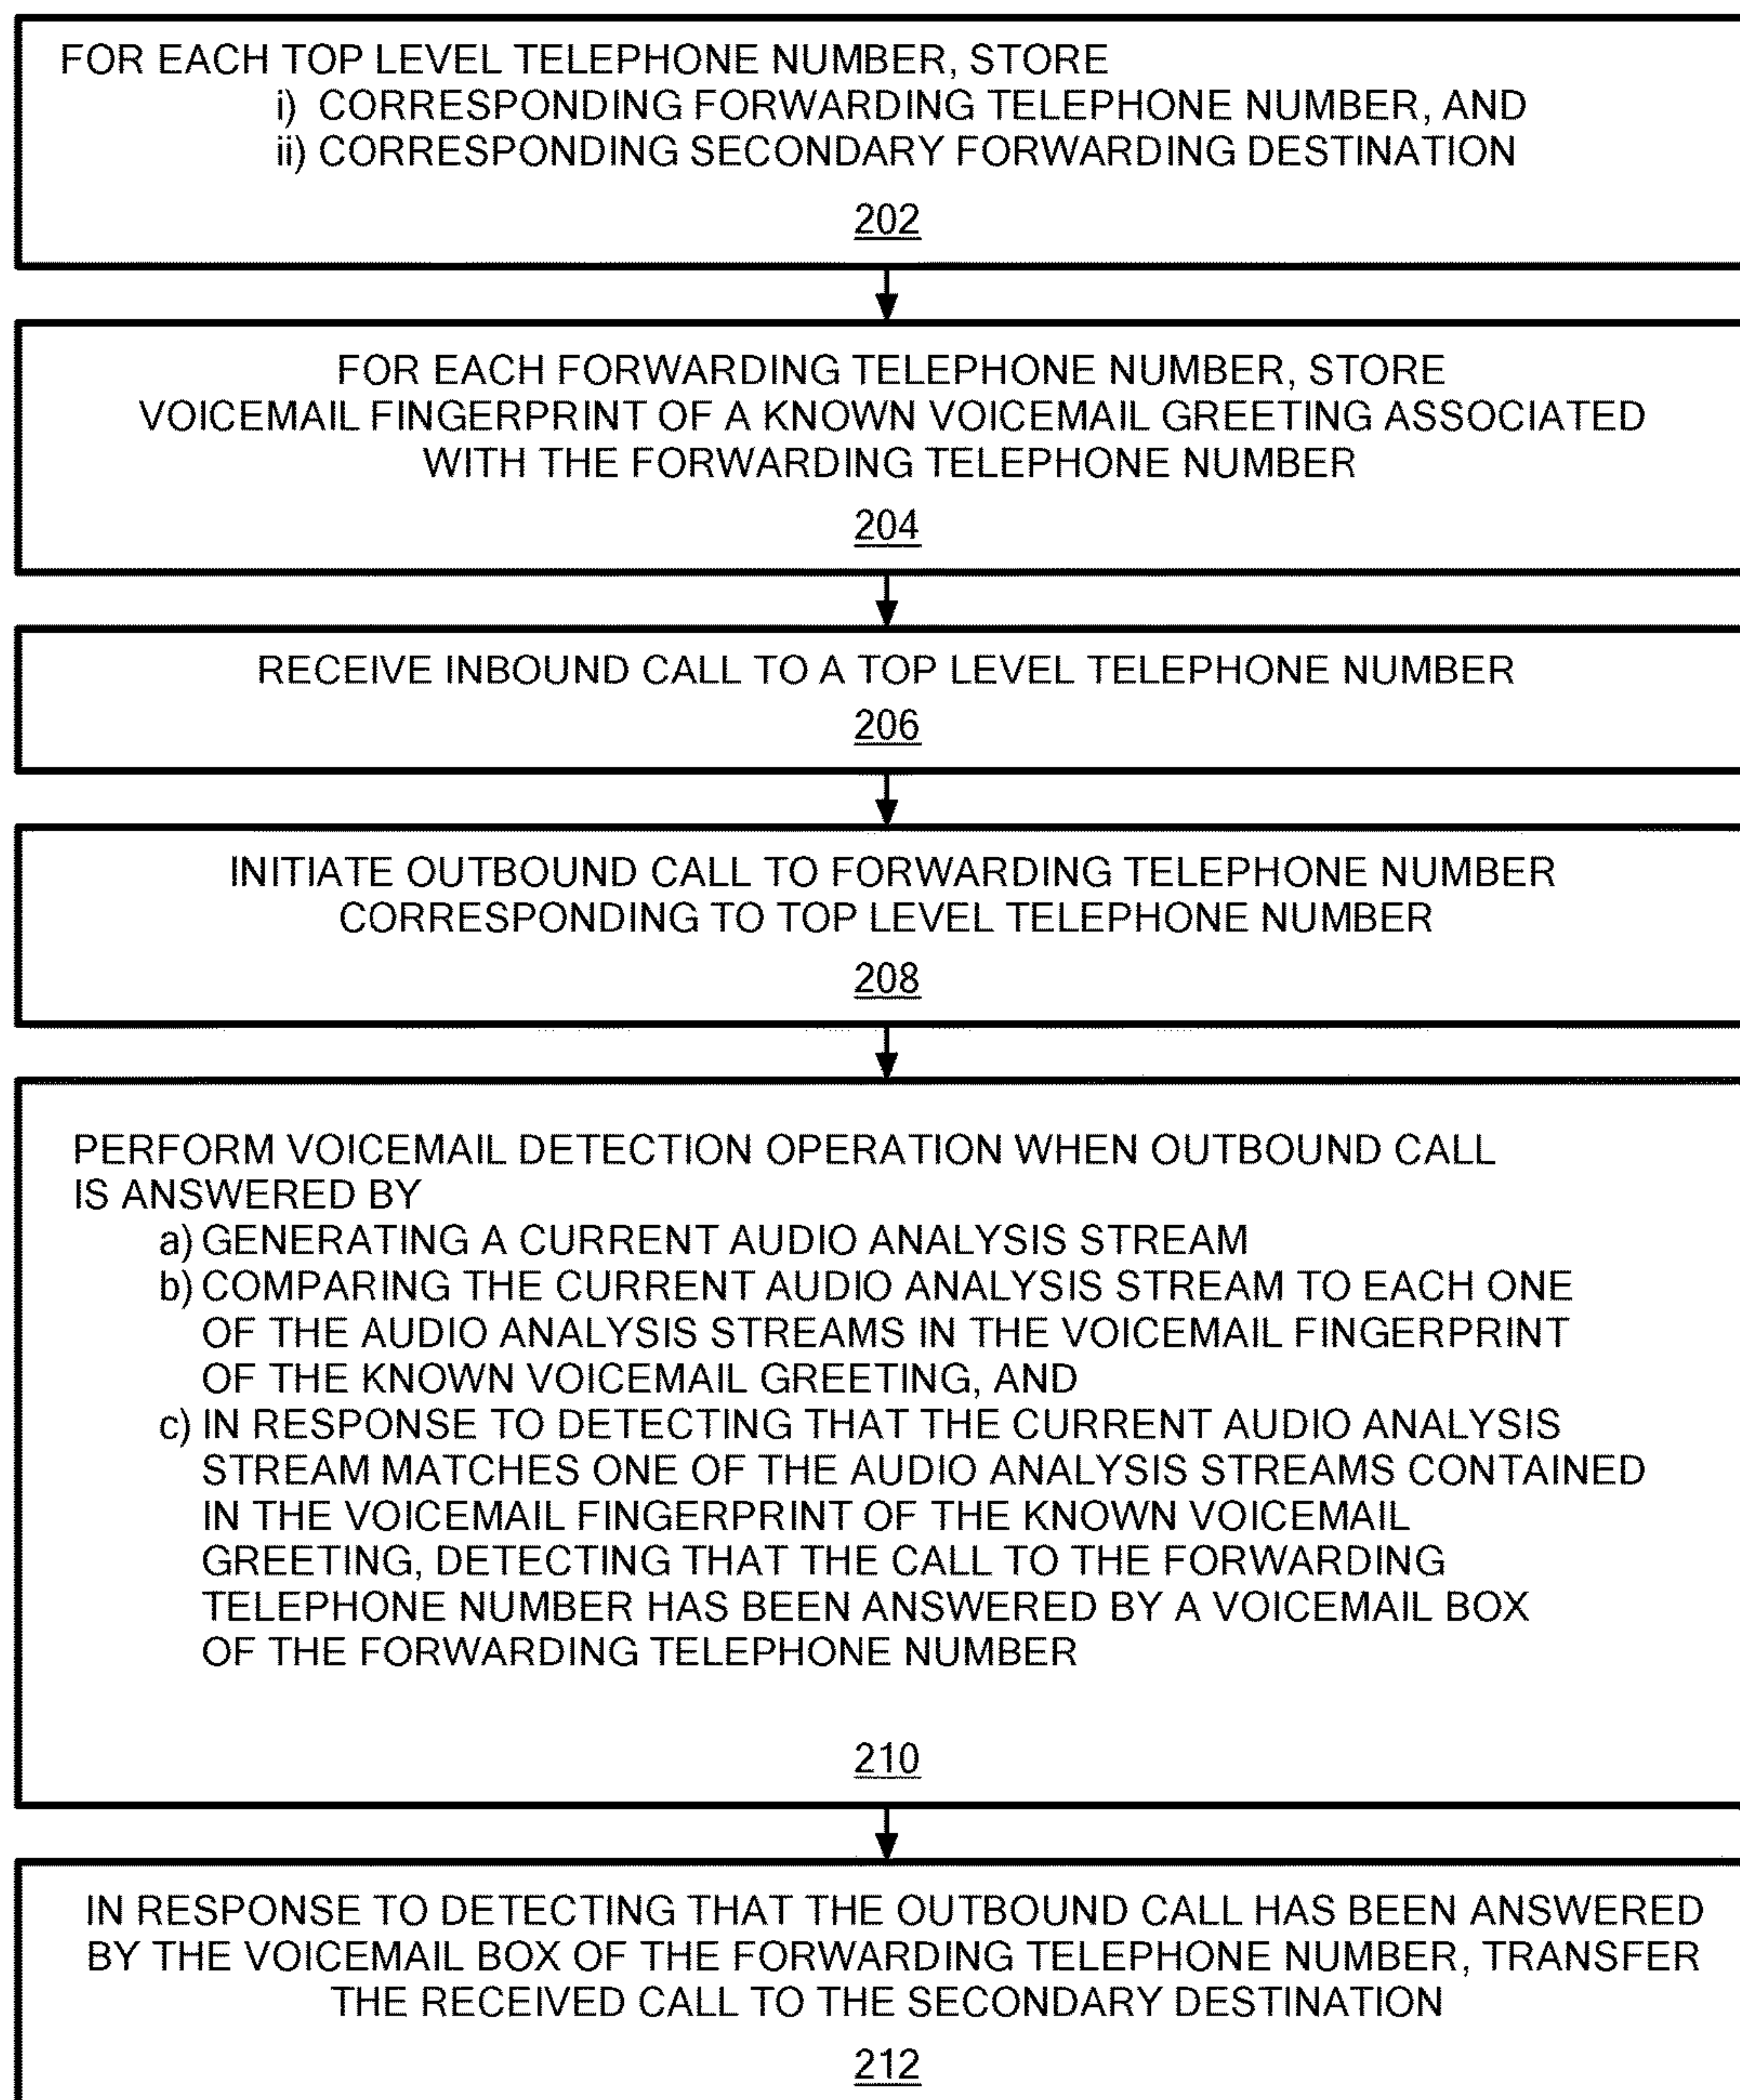 FOR EACH TOP LEVEL TELEPHONE NUMBER, STORE
i) CORRESPONDING FORWARDING TELEPHONE NUMBER, AND
ii) CORRESPONDING SECONDARY FORWARDING DESTINATION
202
FOR EACH FORWARDING TELEPHONE NUMBER, STORE
VOICEMAIL FINGERPRINT OF A KNOWN VOICEMAIL GREETING ASSOCIATED
WITH THE FORWARDING TELEPHONE NUMBER
204
RECEIVE INBOUND CALL TO A TOP LEVEL TELEPHONE NUMBER
206
INITIATE OUTBOUND CALL TO FORWARDING TELEPHONE NUMBER
CORRESPONDING TO TOP LEVEL TELEPHONE NUMBER
208
PERFORM VOICEMAIL DETECTION OPERATION WHEN OUTBOUND CALL
IS ANSWERED BY
a) GENERATING A CURRENT AUDIO ANALYSIS STREAM
b) COMPARING THE CURRENT AUDIO ANALYSIS STREAM TO EACH ONE
OF THE AUDIO ANALYSIS STREAMS IN THE VOICEMAIL FINGERPRINT
OF THE KNOWN VOICEMAIL GREETING, AND
c) IN RESPONSE TO DETECTING THAT THE CURRENT AUDIO ANALYSIS
STREAM MATCHES ONE OF THE AUDIO ANALYSIS STREAMS CONTAINED
IN THE VOICEMAIL FINGERPRINT OF THE KNOWN VOICEMAIL
GREETING, DETECTING THAT THE CALL TO THE FORWARDING
TELEPHONE NUMBER HAS BEEN ANSWERED BY A VOICEMAIL BOX
OF THE FORWARDING TELEPHONE NUMBER
210
IN RESPONSE TO DETECTING THAT THE OUTBOUND CALL HAS BEEN ANSWERED
BY THE VOICEMAIL BOX OF THE FORWARDING TELEPHONE NUMBER, TRANSFER
THE RECEIVED CALL TO THE SECONDARY DESTINATION
212